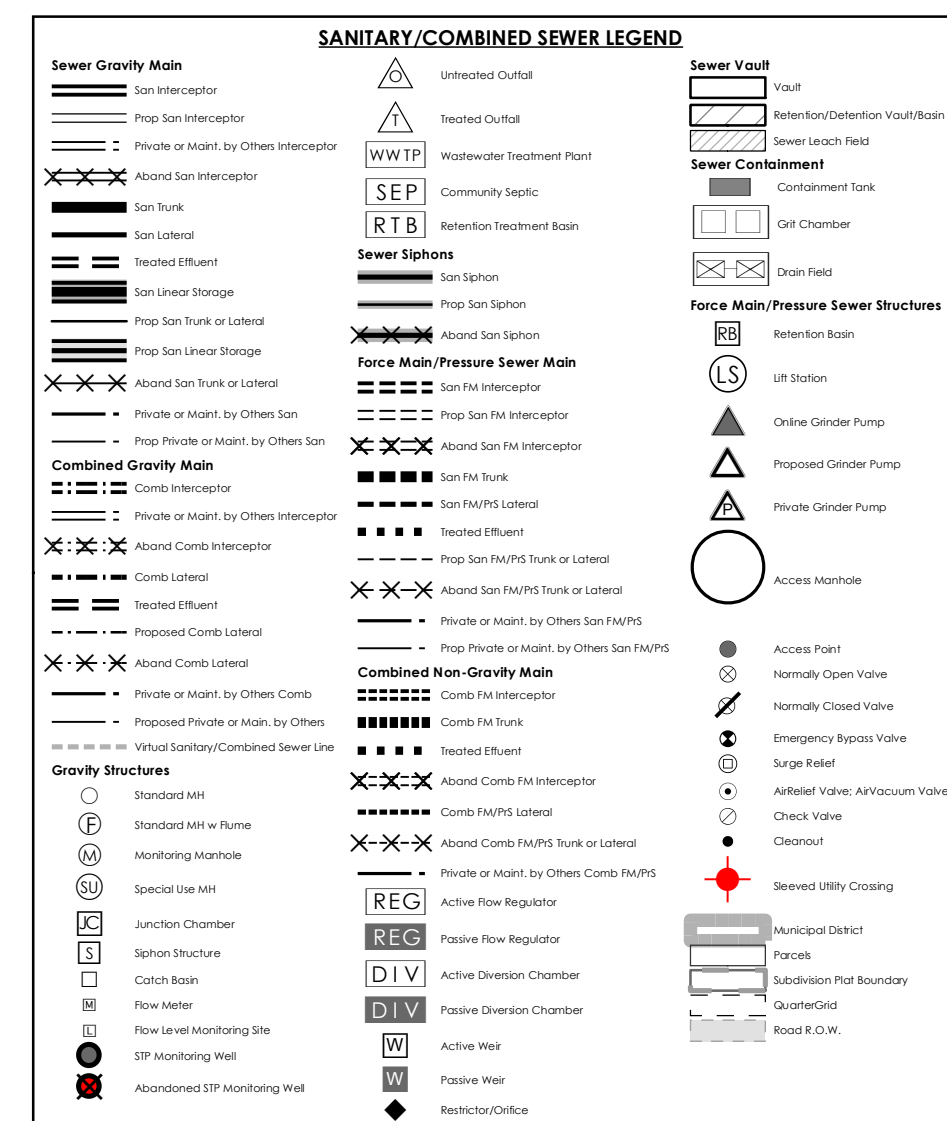 SANITARY/COMBINED SEWER LEGEND
Sewer Gravity Main
San Interceptor
Prop San Interceptor
Private or Maint. by Others Interceptor
Aband San Interceptor
San Trunk
San Lateral
Treated Effluent
San Linear Storage
Prop San Trunk or Lateral
Prop San Linear Storage
Aband San Trunk or Lateral
Private or Maint. by Others San
Prop Private or Maint. by Others San
Combined Gravity Main
Comb Interceptor
Private or Maint. by Others Interceptor
Aband Comb Interceptor
Comb Lateral
Treated Effluent
Proposed Comb Lateral
Aband Comb Lateral
Private or Maint. by Others Comb
Proposed Private or Main. by Others
Virtual Sanitary/Combined Sewer Line
Gravity Structures
Standard MH
F Standard MH w Flume
M Monitoring Manhole
SU Special Use MH
JC Junction Chamber
S Siphon Structure
Catch Basin
M Flow Meter
L Flow Level Monitoring Site
STP Monitoring Well
Abandoned STP Monitoring Well
O Untreated Outfall
T Treated Outfall
WWTP Wastewater Treatment Plant
SEP Community Septic
RTB Retention Treatment Basin
Sewer Siphons
San Siphon
Prop San Siphon
Aband San Siphon
Force Main/Pressure Sewer Main
San FM Interceptor
Prop San FM Interceptor
Aband San FM Interceptor
San FM Trunk
San FM/PrS Lateral
Treated Effluent
Prop San FM/PrS Trunk or Lateral
Aband San FM/PrS Trunk or Lateral
Private or Maint. by Others San FM/PrS
Prop Private or Maint. by Others San FM/PrS
Combined Non-Gravity Main
Comb FM Interceptor
Comb FM Trunk
Treated Effuent
Aband Comb FM Interceptor
Comb FM/PrS Lateral
Aband Comb FM/PrS Trunk or Lateral
Private or Maint. by Others Comb FM/PrS
REG Active Flow Regulator
REG Passive Flow Regulator
DIV Active Diversion Chamber
DIV Passive Diversion Chamber
W Active Weir
W Passive Weir
Restrictor/Orifice
Sewer Vault
Vault
Retention/Detention Vault/Basin
Sewer Leach Field
Sewer Containment
Containment Tank
Grit Chamber
Drain Field
Force Main/Pressure Sewer Structures
RB Retention Basin
LS Lift Station
Online Grinder Pump
Proposed Grinder Pump
P Private Grinder Pump
Access Manhole
Access Point
Normally Open Valve
Normally Closed Valve
Emergency Bypass Valve
Surge Relief
AirRelief Valve; AirVacuum Valve
Check Valve
Cleanout
Sleeved Utility Crossing
Municipal District
Parcels
Subdivision Plat Boundary
QuarterGrid
Road R.O.W.